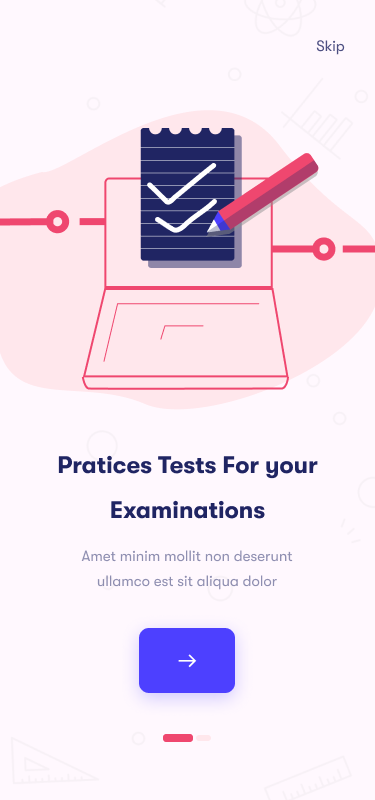 Skip
Pratices Tests For your
Examinations
Amet minim mollit non deserunt
ullamco est sit aliqua dolor